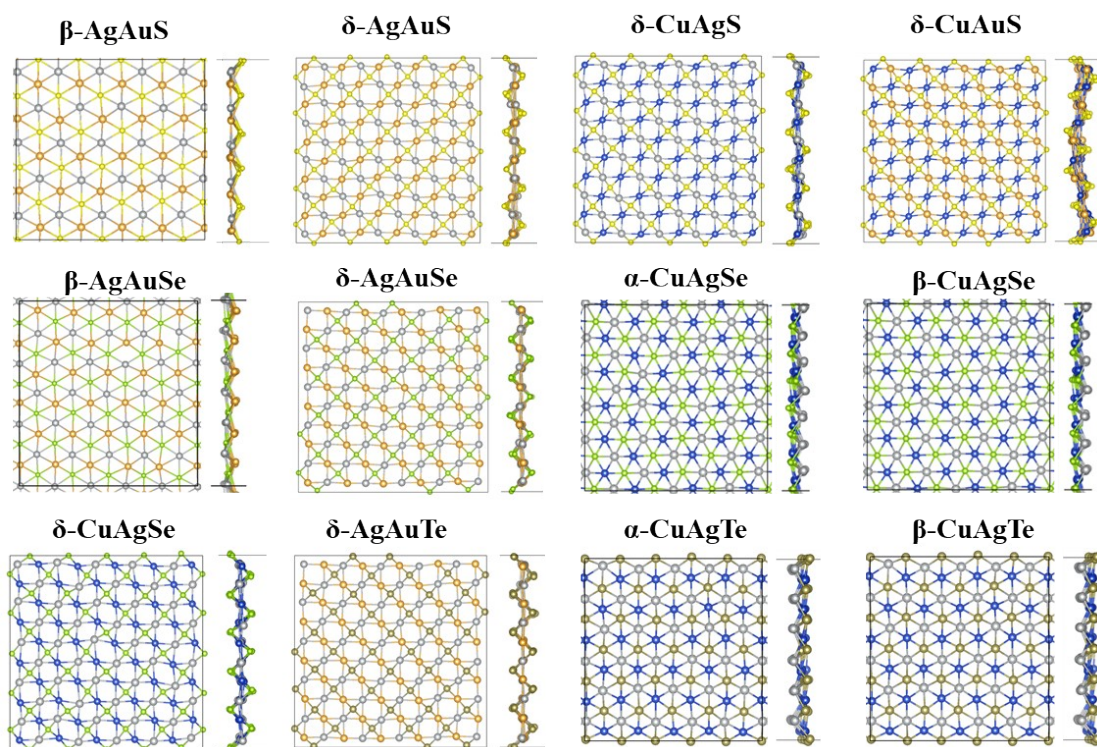 β-AgAuS
δ-AgAuS
δ-CuAgS
δ-CuAuS
β-AgAuSe
δ-AgAuSe
α-CuAgSe
β-CuAgSe
δ-CuAgSe
δ-AgAuTe
α-CuAgTe
β-CuAgTe